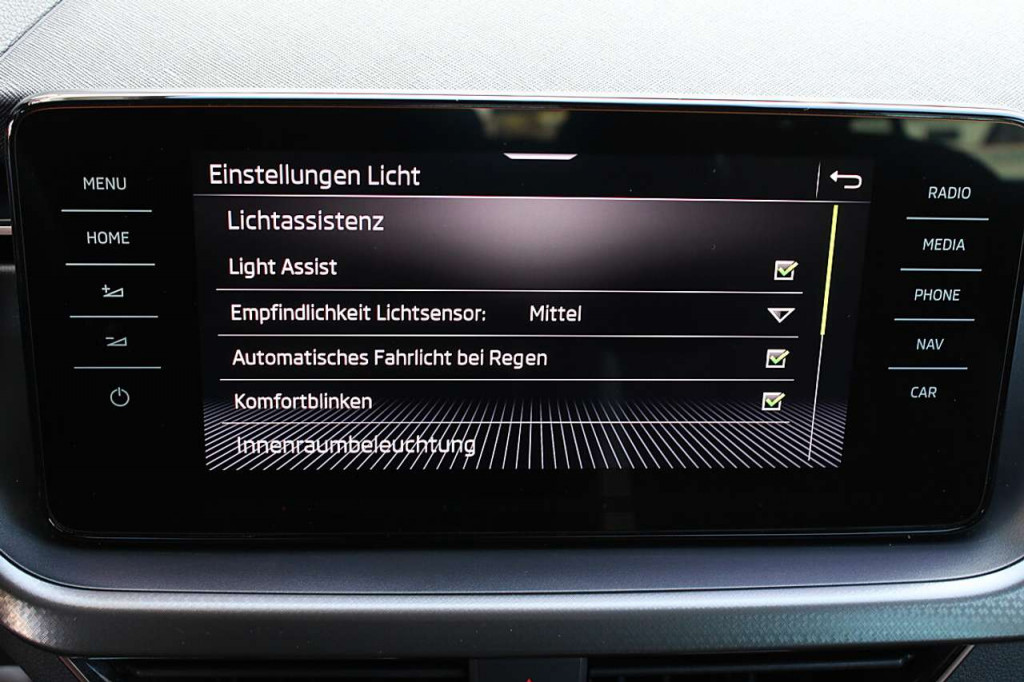 MENU
HOME
Einstellungen Licht
Lichtassistenz
Light Assist
Empfindlichkeit Lichtsensor: Mittel
Automatisches Fahrlicht bei Regen
Komfortblinken
Innenraumbeleuchtung
RADIO
MEDIA
PHONE
NAV
CAR